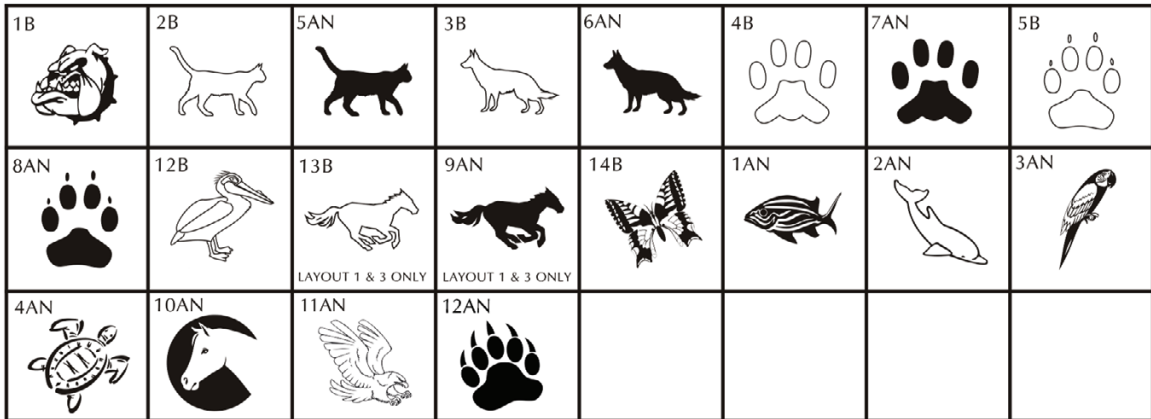 1B
2B
5AN
3B
6AN
4B
7AN
5B
8AN
12B
13B
LAYOUT 1 & 3 ONLY
9AN
LAYOUT 1 & 3 ONLY
14B
1AN
2AN
3AN
4AN
10AN
11AN
12AN